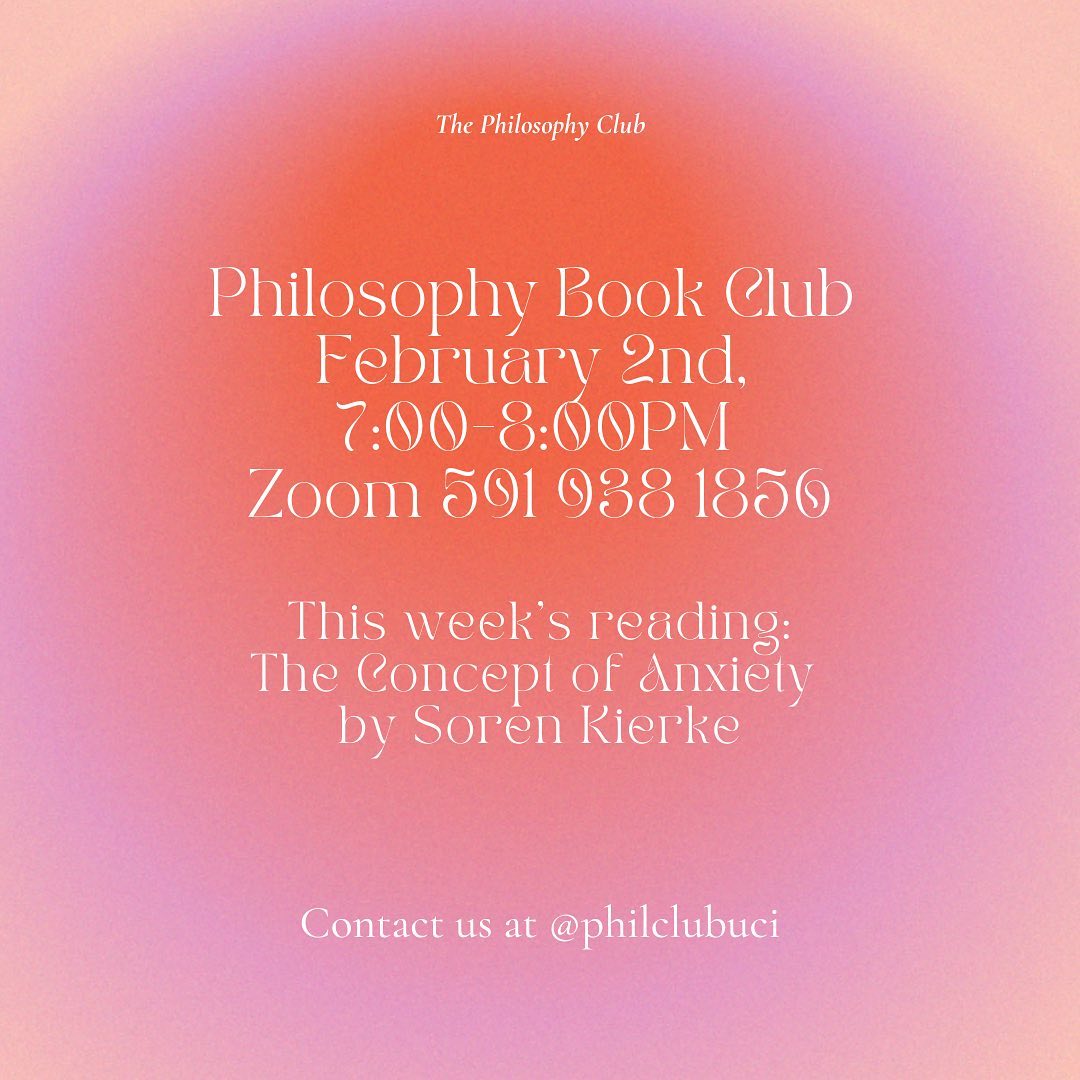 The Philosophy Club
Philosophy Book Club
February 2nd,
7:00-8:00PM
Zoom 591 938 1856
This week's reading:
The Concept of Anxiety
by Soren Kierke
Contact us at @philclubuci